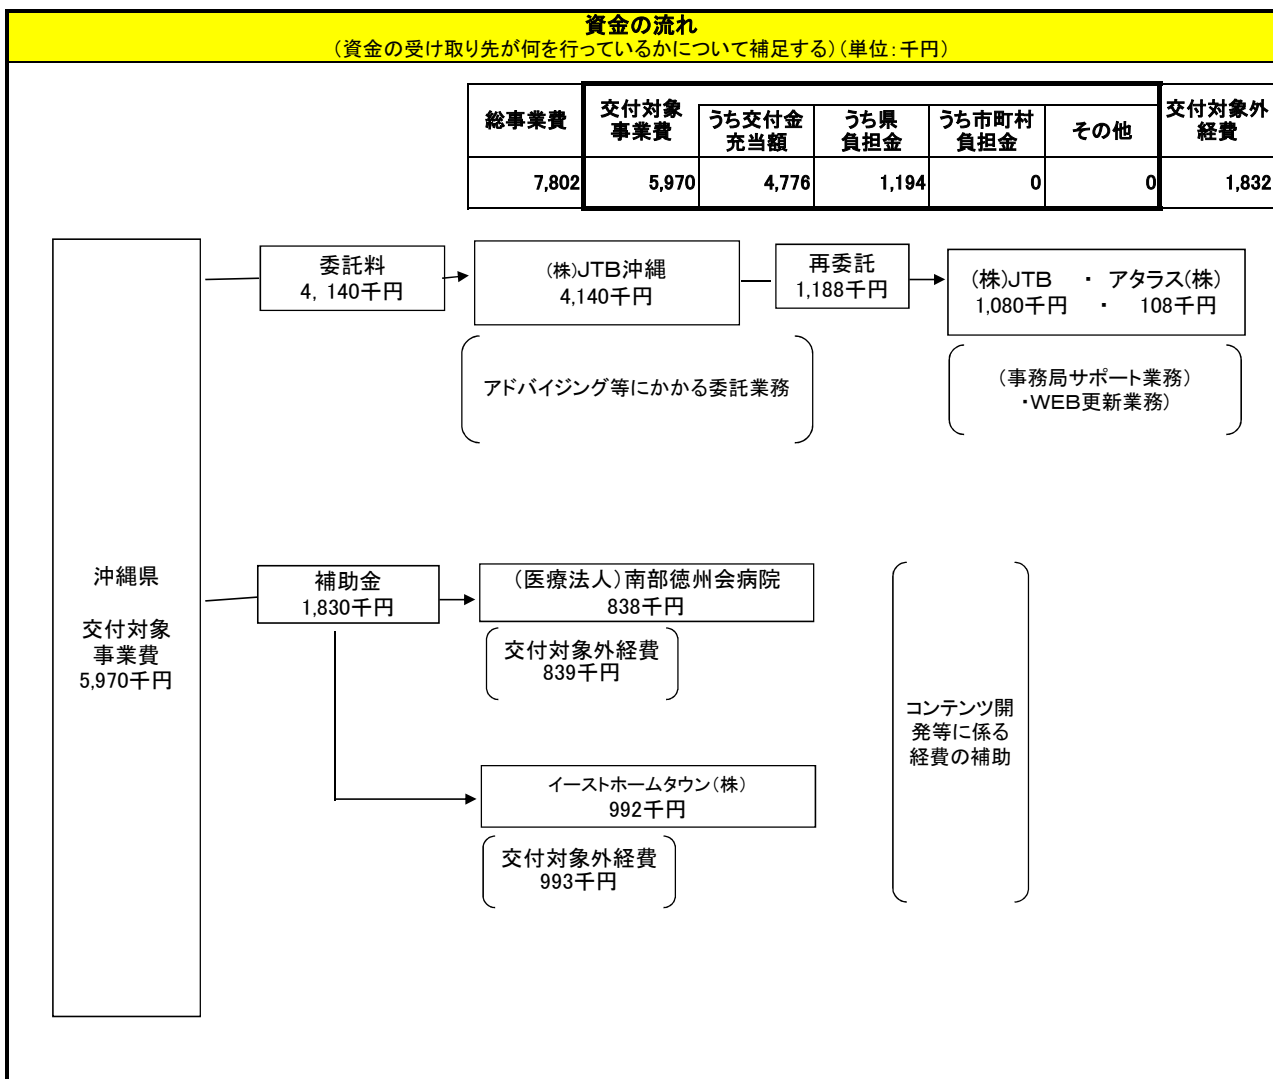 資金の流れ
（資金の受け取り先が何を行っているかについて補足する）（単位：千円）
総事業費
交付対象
事業費
うち交付金
充当額
うち県
負担金
うち市町村
負担金
その他
交付対象外
経費
7,802
5,970
4,776
1,194
0
0
1,832
委託料
4，140千円
(株)ＪＴＢ沖縄
4,140千円
再委託
1,188千円
(株)ＪＴＢ ・ アタラス(株)
1,080千円 ・ 108千円
アドバイジング等にかかる委託業務
（事務局サポート業務）
・ＷＥＢ更新業務)
沖縄県
交付対象
事業費
5,970千円
補助金
1,830千円
（医療法人）南部徳州会病院
838千円
交付対象外経費
839千円
コンテンツ開
発等に係る
経費の補助
イーストホームタウン（株）
992千円
交付対象外経費
993千円